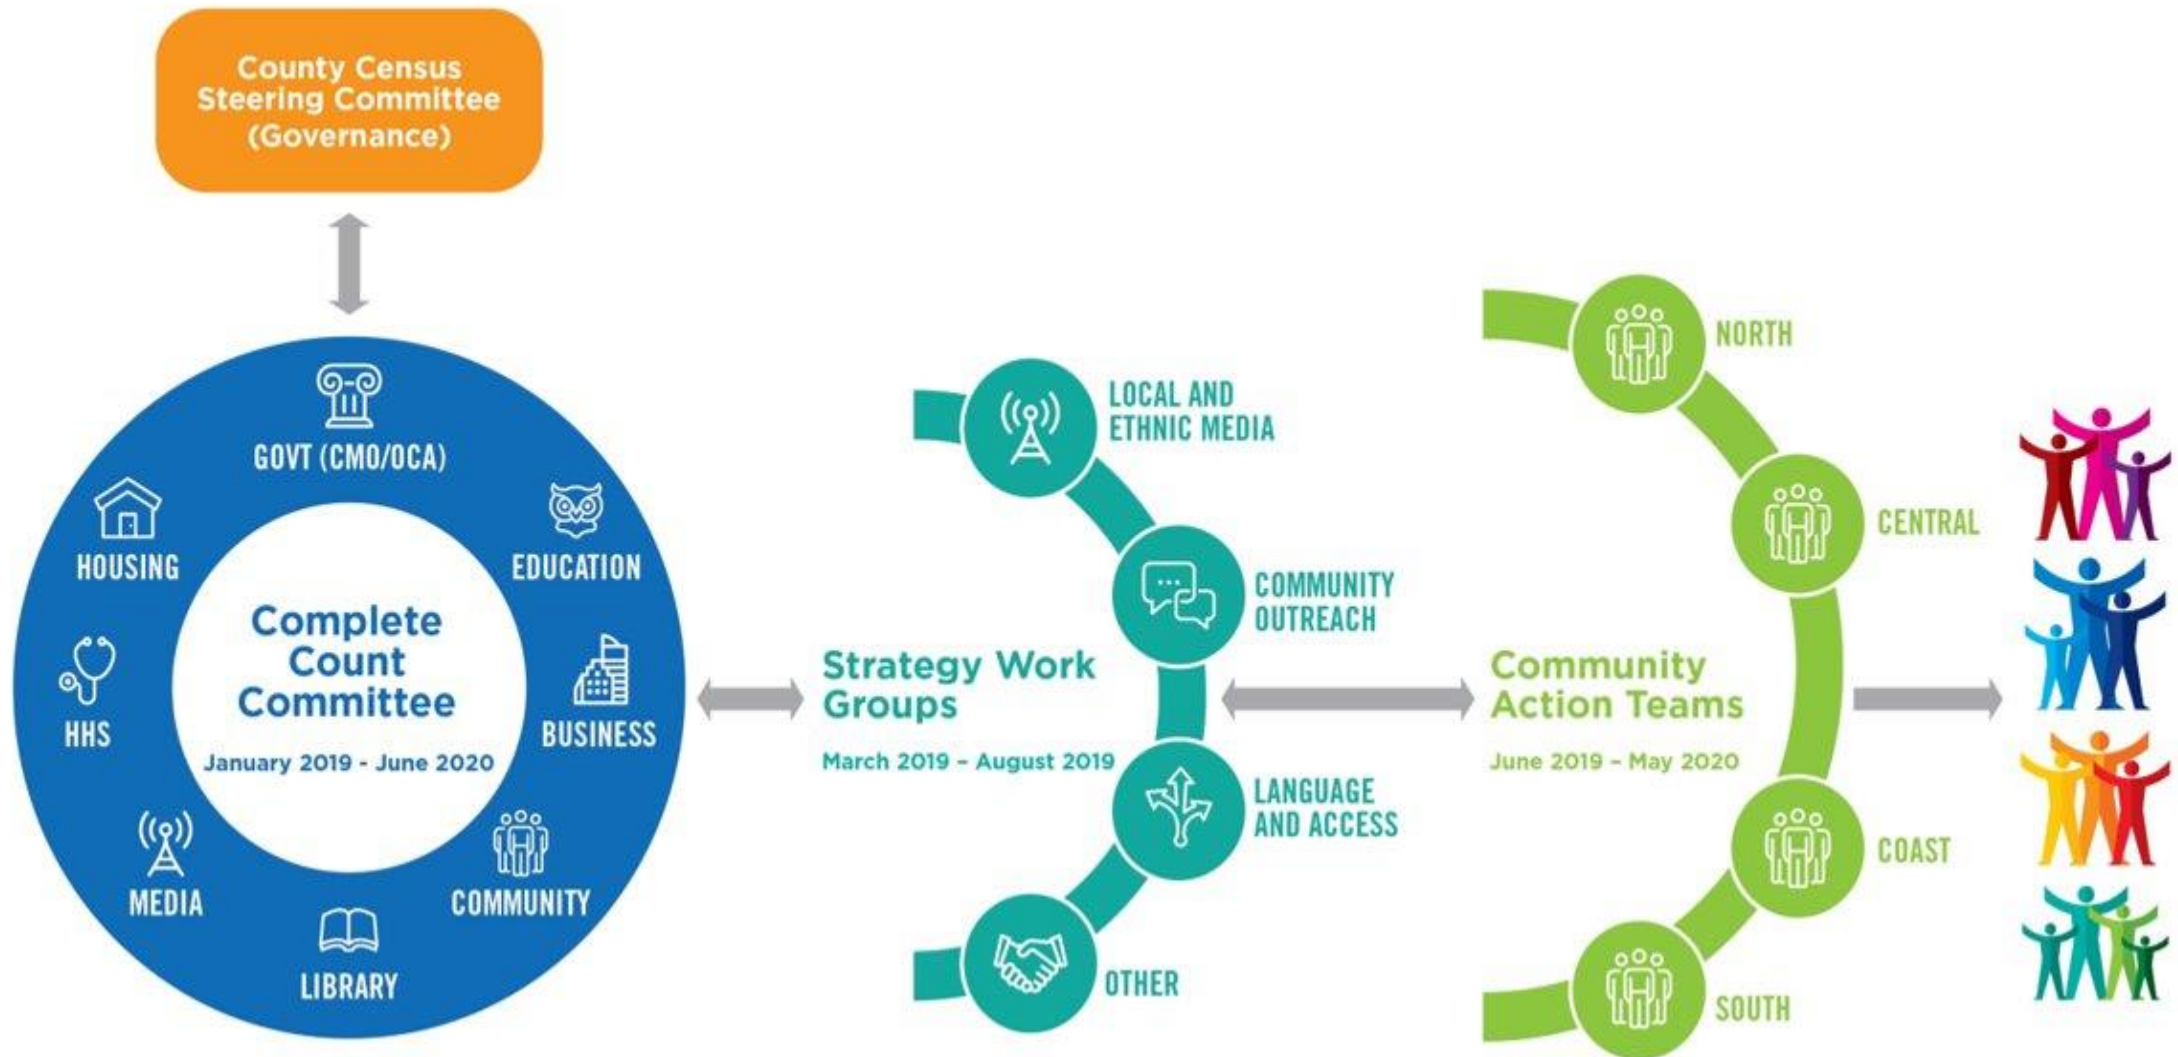 County Census
Steering Committee
(Governance)
GOVT (CMO/OCA)
HOUSING
EDUCATION
HHS
BUSINESS
MEDIA
COMMUNITY
LIBRARY
Complete
Count
Committee
January 2019 - June 2020
Strategy Work
Groups
March 2019 – August 2019
LOCAL AND
ETHNIC MEDIA
COMMUNITY
OUTREACH
LANGUAGE
AND ACCESS
OTHER
Community
Action Teams
June 2019 – May 2020
NORTH
CENTRAL
COAST
SOUTH